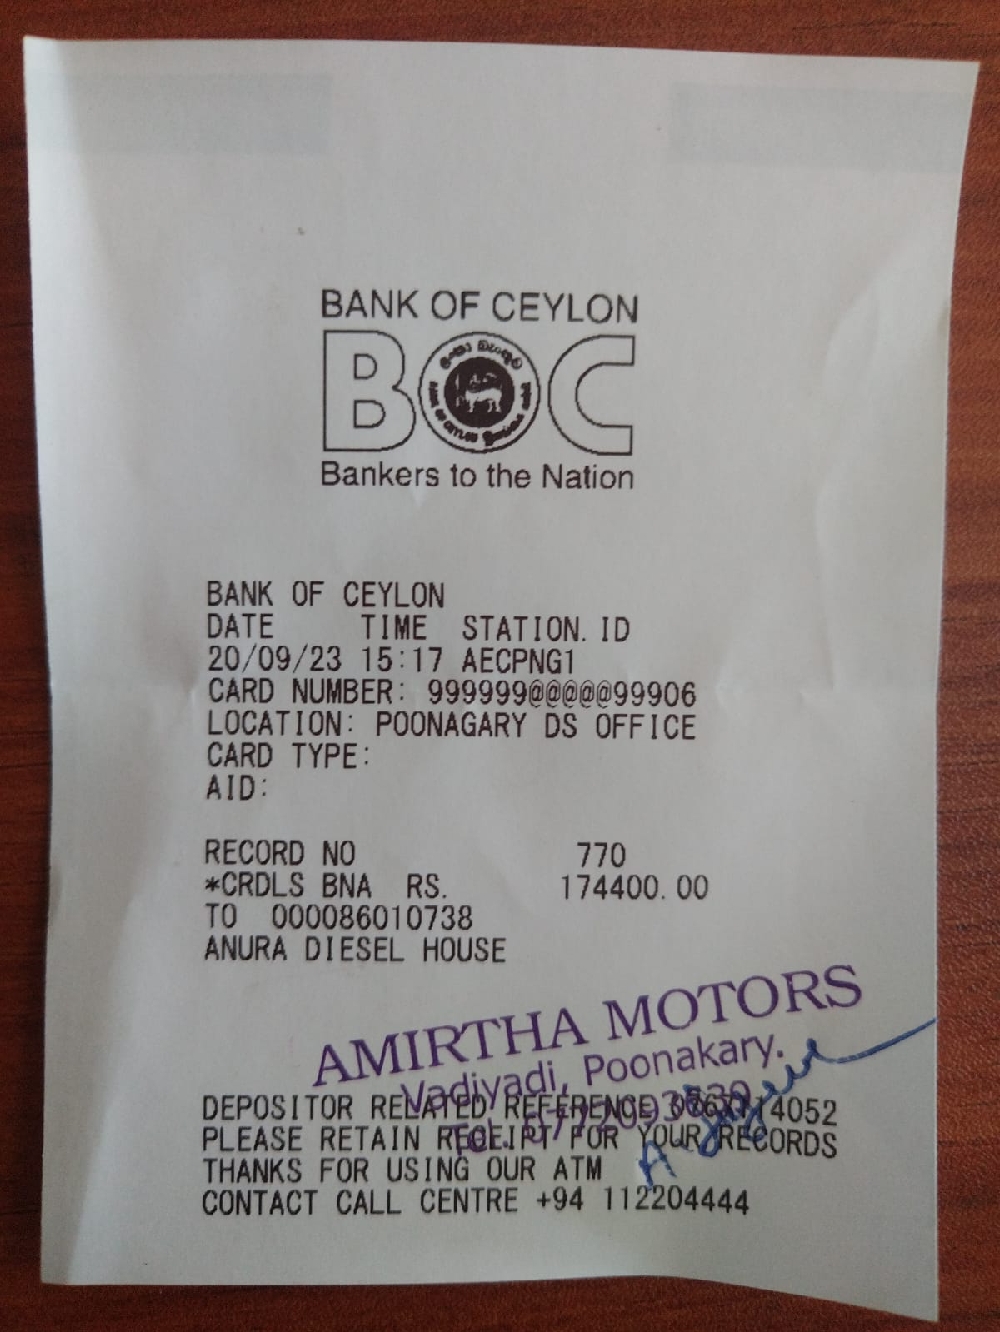 BANK OF CEYLON
BOC
Bankers to the Nation
BANK OF CEYLON
DATE TIME STATION.ID
20/09/23 15:17 AECPNG1
CARD NUMBER: 999999@@@@@99906
LOCATION: POONAGARY DS OFFICE
CARD TYPE:
AID:
RECORD NO 770
*CRDLS BNA RS. 174400.00
TO 000086010738
ANURA DIESEL HOUSE
AMIRTHA MOTORS
Vadiyadi, Poonakary.
DEPOSITOR RELATED REFERENCE
PLEASE RETAIN RECEIPT FOR YOUR RECORDS
THANKS FOR USING OUR ATM
CONTACT CALL CENTRE +94 112204444